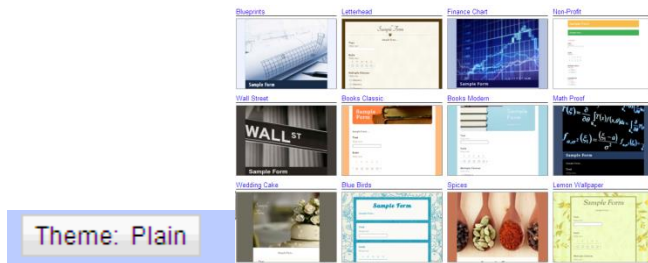 Blueprints
Letterhead
Finance Chart
Non-Profit
Sample Form
Sample Form
Sample Form
Sample Form
Wall Street
Books Classic
Books Modern
Math Proof
WALL ST
Sample Form
Sample Form
Sample Form
Wedding Cake
Blue Birds
Spices
Lemon Wallpaper
Sample Form
Sample Form
Theme: Plain